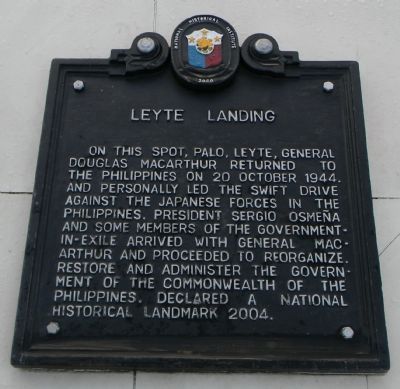 NATIONAL HISTORICAL INSTITUTE
LEYTE LANDING
ON THIS SPOT, PALO, LEYTE, GENERAL
DOUGLAS MACARTHUR RETURNED TO
THE PHILIPPINES ON 20 OCTOBER 1944.
AND PERSONALLY LED THE SWIFT DRIVE
AGAINST THE JAPANESE FORCES IN THE
PHILIPPINES. PRESIDENT SERGIO OSMEÑA
AND SOME MEMBERS OF THE GOVERNMENT-
IN-EXILE ARRIVED WITH GENERAL MAC-
ARTHUR AND PROCEEDED TO REORGANIZE.
RESTORE AND ADMINISTER THE GOVERN-
MENT OF THE COMMONWEALTH OF THE
PHILIPPINES. DECLARED A NATIONAL
HISTORICAL LANDMARK 2004.